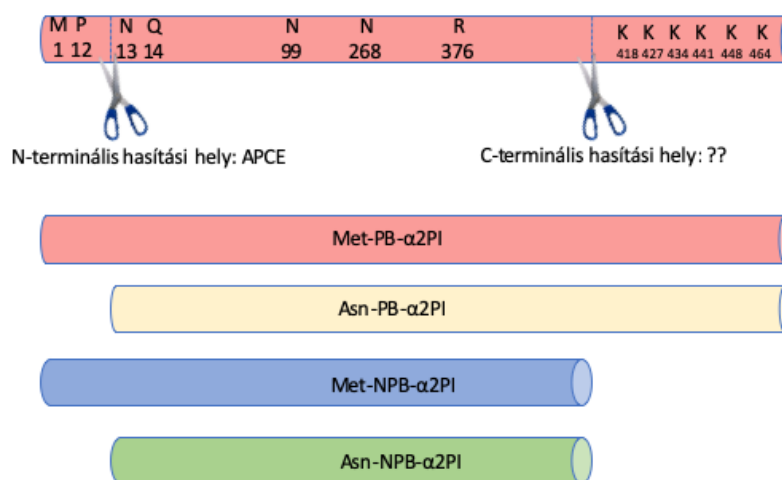 M P N Q N N R K K K K K K
1 12 13 14 99 268 376 418 427 434 441 448 464
N-terminális hasítási hely: APCE
C-terminális hasítási hely: ??
Met-PB-α2PI
Asn-PB-α2PI
Met-NPB-α2PI
Asn-NPB-α2PI